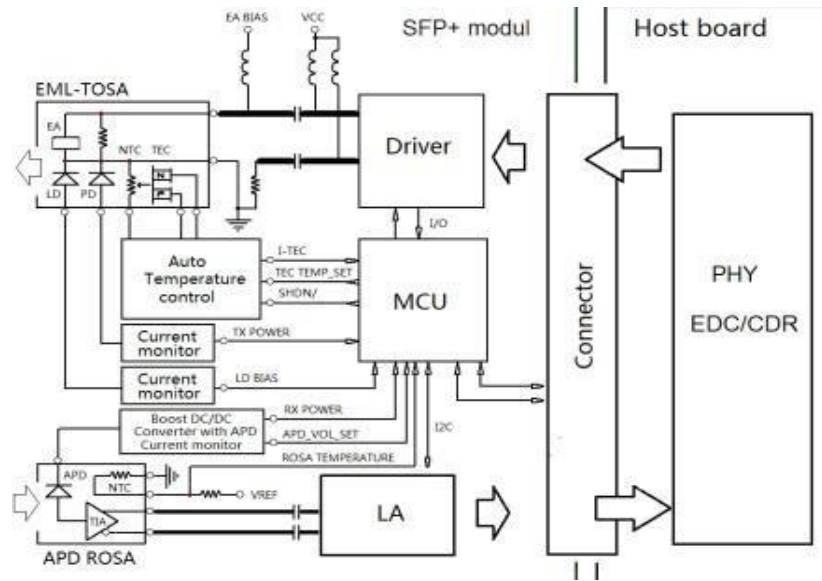 EA BIAS
VCC
SFP+ modul
Host board
EML-TOSA
EA
NTC
TEC
N
P
LD
PD
Driver
I/O
Auto
Temperature
control
I-TEC
TEC TEMP_SET
SHDN/
MCU
Connector
PHY
EDC/CDR
Current
monitor
TX POWER
Current
monitor
LD BIAS
Boost DC/DC
Converter with APD
Current monitor
RX POWER
APD_VOL_SET
I2C
ROSA TEMPERATURE
APD
NTC
VREF
TIA
LA
APD ROSA